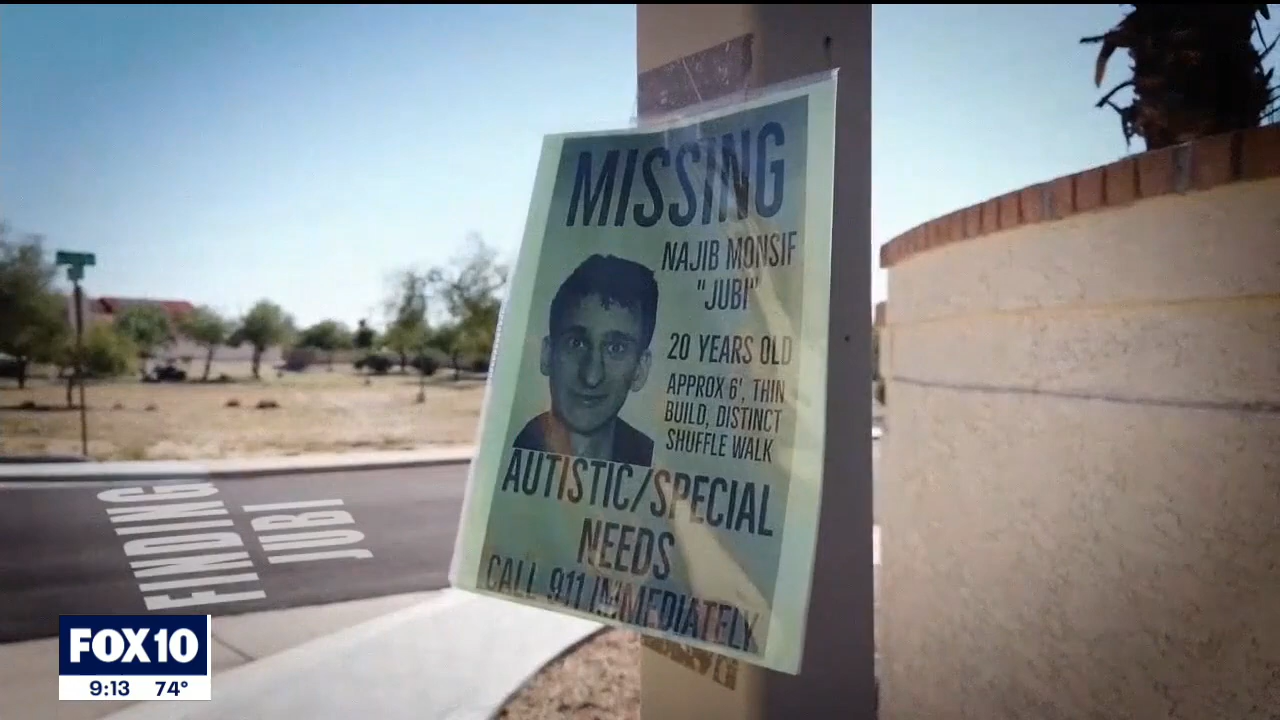 MISSING
NAJIB MONSIF
"JUBI"
20 YEARS OLD
APPROX 6', THIN
BUILD, DISTINCT
SHUFFLE WALK
AUTISTIC/SPECIAL
NEEDS
CALL 911 IMMEDIATELY
FINDING
JUBI
FOX10
9:13 74°